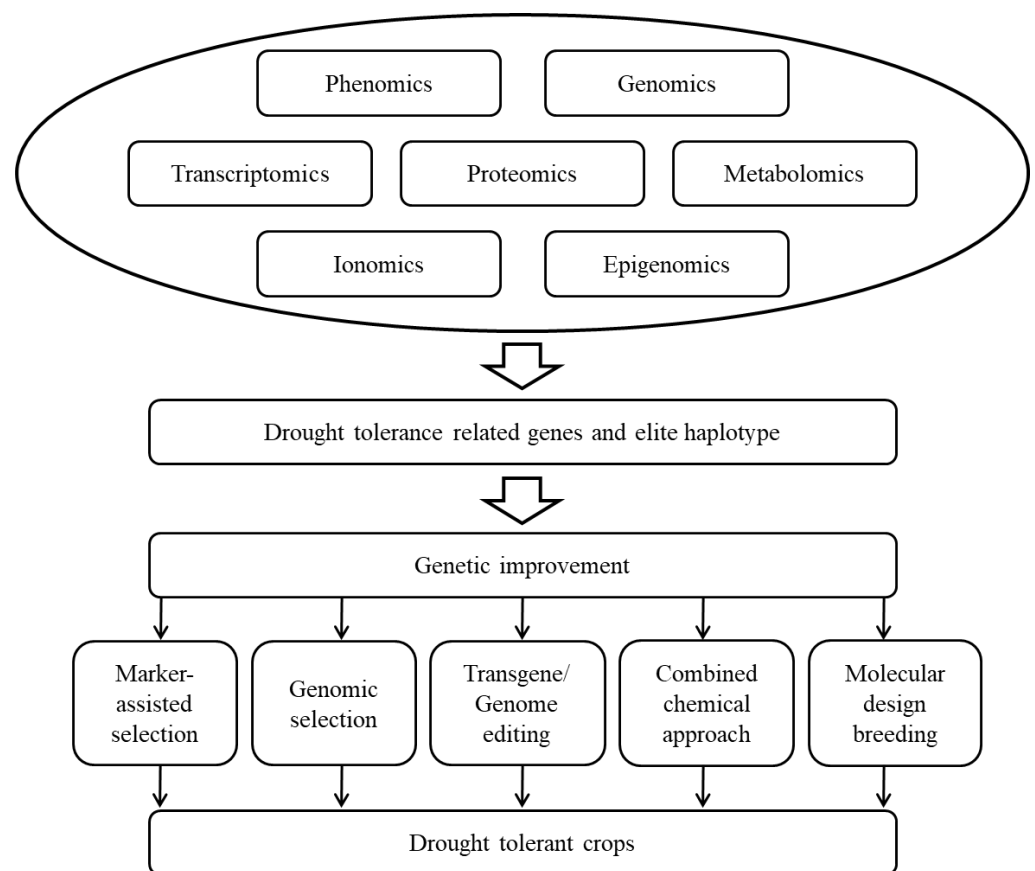 Phenomics
Genomics
Transcriptomics
Proteomics
Metabolomics
Ionomics
Epigenomics
Drought tolerance related genes and elite haplotype
Genetic improvement
Marker-
assisted
selection
Genomic
selection
Transgene/
Genome
editing
Combined
chemical
approach
Molecular
design
breeding
Drought tolerant crops